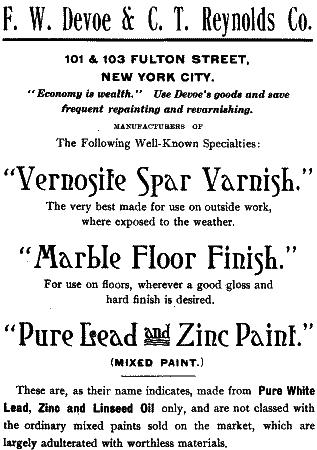 F. W. Devoe & C. T. Reynolds Co.
101 & 103 FULTON STREET,
NEW YORK CITY.
"Economy is wealth." Use Devoe's goods and save
frequent repainting and revarnishing.
MANUFACTURERS OF
The Following Well-Known Specialties:
"Vernosite Spar Varnish."
The very best made for use on outside work,
where exposed to the weather.
"Marble Floor Finish."
For use on floors, wherever a good gloss and
hard finish is desired.
"Pure Lead and Zinc Paint."
(MIXED PAINT.)
These are, as their name indicates, made from Pure White
Lead, Zinc and Linseed Oil only, and are not classed with
the ordinary mixed paints sold on the market, which are
largely adulterated with worthless materials.